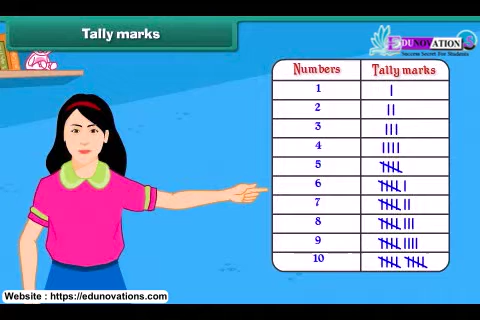 Tally marks
EDUNOVATION
Success Secret For Students
Numbers Tally marks
1 |
2 ||
3 |||
4 ||||
5 ~~||||~~
6 ~~||||~~ |
7 ~~||||~~ ||
8 ~~||||~~ |||
9 ~~||||~~ ||||
10 ~~||||~~ ~~||||~~
Website : https://edunovations.com